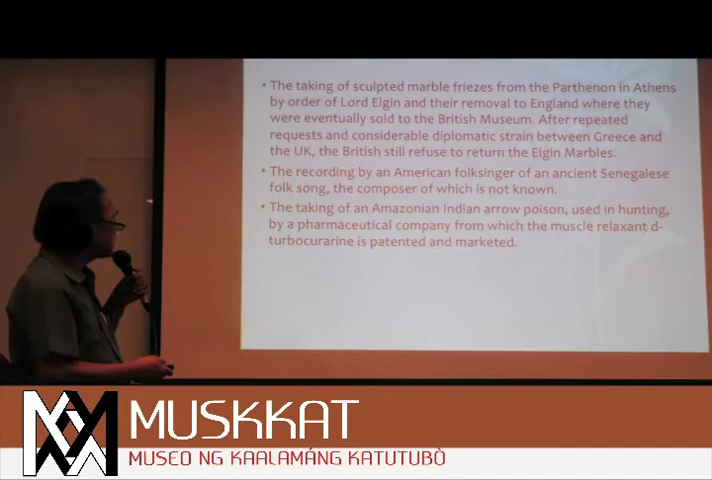 • The taking of sculpted marble friezes from the Parthenon in Athens
by order of Lord Elgin and their removal to England where they
were eventually sold to the British Museum. After repeated
requests and considerable diplomatic strain between Greece and
the UK, the British still refuse to return the Elgin Marbles.
• The recording by an American folksinger of an ancient Senegalese
folk song, the composer of which is not known.
• The taking of an Amazonian Indian arrow poison, used in hunting,
by a pharmaceutical company from which the muscle relaxant d-
turbocurarine is patented and marketed.
MUSKKAT
MUSEO NG KAALAMÁNG KATUTUBÒ